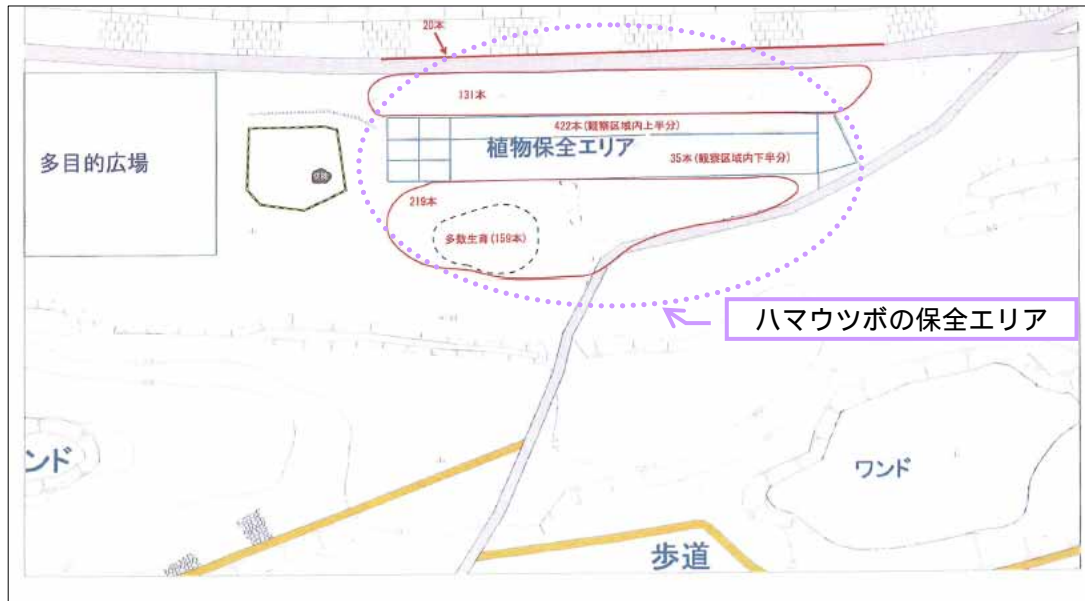 20本
131本
422本(観察区域内上半分)
植物保全エリア
35本(観察区域内下半分)
多目的広場
219本
多数生育(159本)
ハマウツボの保全エリア
ンド
ワンド
歩道